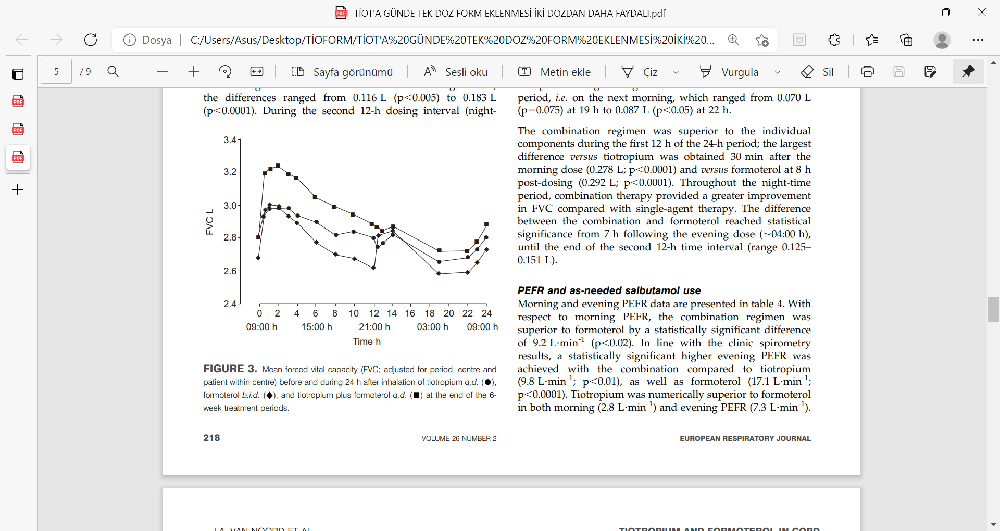 TİOT'A GÜNDE TEK DOZ FORM EKLENMESİ İKİ DOZDAN DAHA FAYDALI.pdf
Dosya
C:/Users/Asus/Desktop/TİOFORM/TİOT'A%20GÜNDE%20TEK%20DOZ%20FORM%20EKLENMESİ%20İKİ%20...
5 / 9
Sayfa görünümü
Sesli oku
Metin ekle
Çiz
Vurgula
Sil
the differences ranged from 0.116 L (p<0.005) to 0.183 L
(p<0.0001). During the second 12-h dosing interval (night-
3.4
3.2
3.0
2.8
2.6
2.4
FVC L
0 2 4 6 8 10 12 14 16 18 20 22 24
09:00 h 15:00 h 21:00 h 03:00 h 09:00 h
Time h
FIGURE 3. Mean forced vital capacity (FVC; adjusted for period, centre and
patient within centre) before and during 24 h after inhalation of tiotropium q.d. (●),
formoterol b.i.d. (◆), and tiotropium plus formoterol q.d. (■) at the end of the 6-
week treatment periods.
period, i.e. on the next morning, which ranged from 0.070 L
(p=0.075) at 19 h to 0.087 L (p<0.05) at 22 h.
The combination regimen was superior to the individual
components during the first 12 h of the 24-h period; the largest
difference versus tiotropium was obtained 30 min after the
morning dose (0.278 L; p<0.0001) and versus formoterol at 8 h
post-dosing (0.292 L; p<0.0001). Throughout the night-time
period, combination therapy provided a greater improvement
in FVC compared with single-agent therapy. The difference
between the combination and formoterol reached statistical
significance from 7 h following the evening dose (~04:00 h),
until the end of the second 12-h time interval (range 0.125–
0.151 L).
PEFR and as-needed salbutamol use
Morning and evening PEFR data are presented in table 4. With
respect to morning PEFR, the combination regimen was
superior to formoterol by a statistically significant difference
of 9.2 L·min⁻¹ (p<0.02). In line with the clinic spirometry
results, a statistically significant higher evening PEFR was
achieved with the combination compared to tiotropium
(9.8 L·min⁻¹; p<0.01), as well as formoterol (17.1 L·min⁻¹;
p<0.0001). Tiotropium was numerically superior to formoterol
in both morning (2.8 L·min⁻¹) and evening PEFR (7.3 L·min⁻¹).
218
VOLUME 26 NUMBER 2
EUROPEAN RESPIRATORY JOURNAL
J.A. VAN NOORD ET AL.
TIOTROPIUM AND FORMOTEROL IN COPD